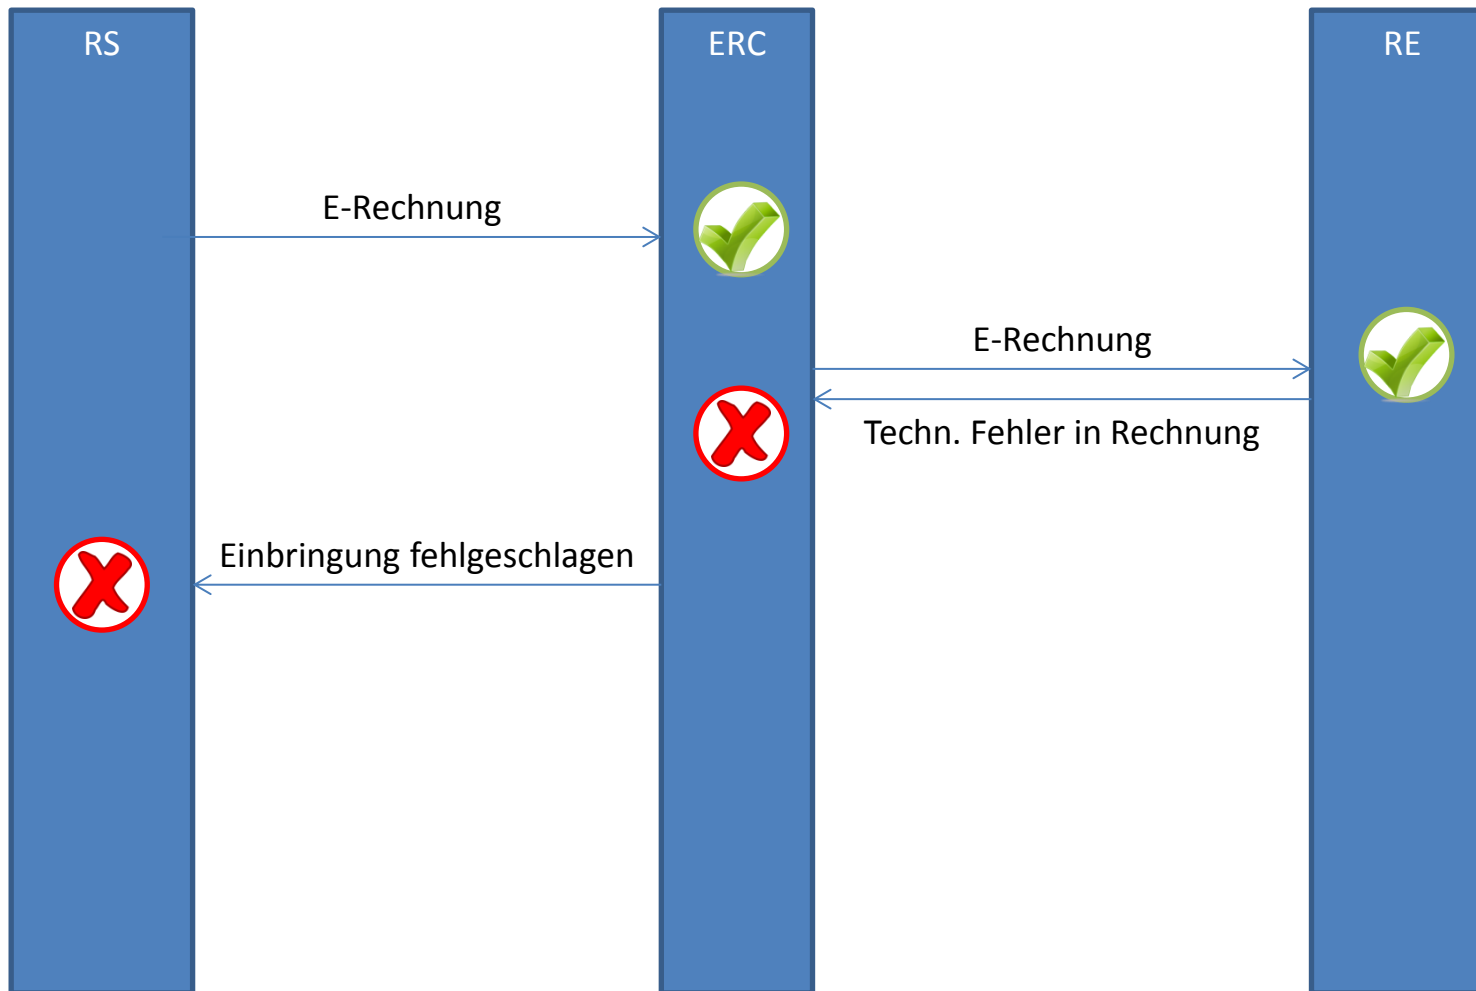 RS
ERC
RE
E-Rechnung
E-Rechnung
Techn. Fehler in Rechnung
Einbringung fehlgeschlagen